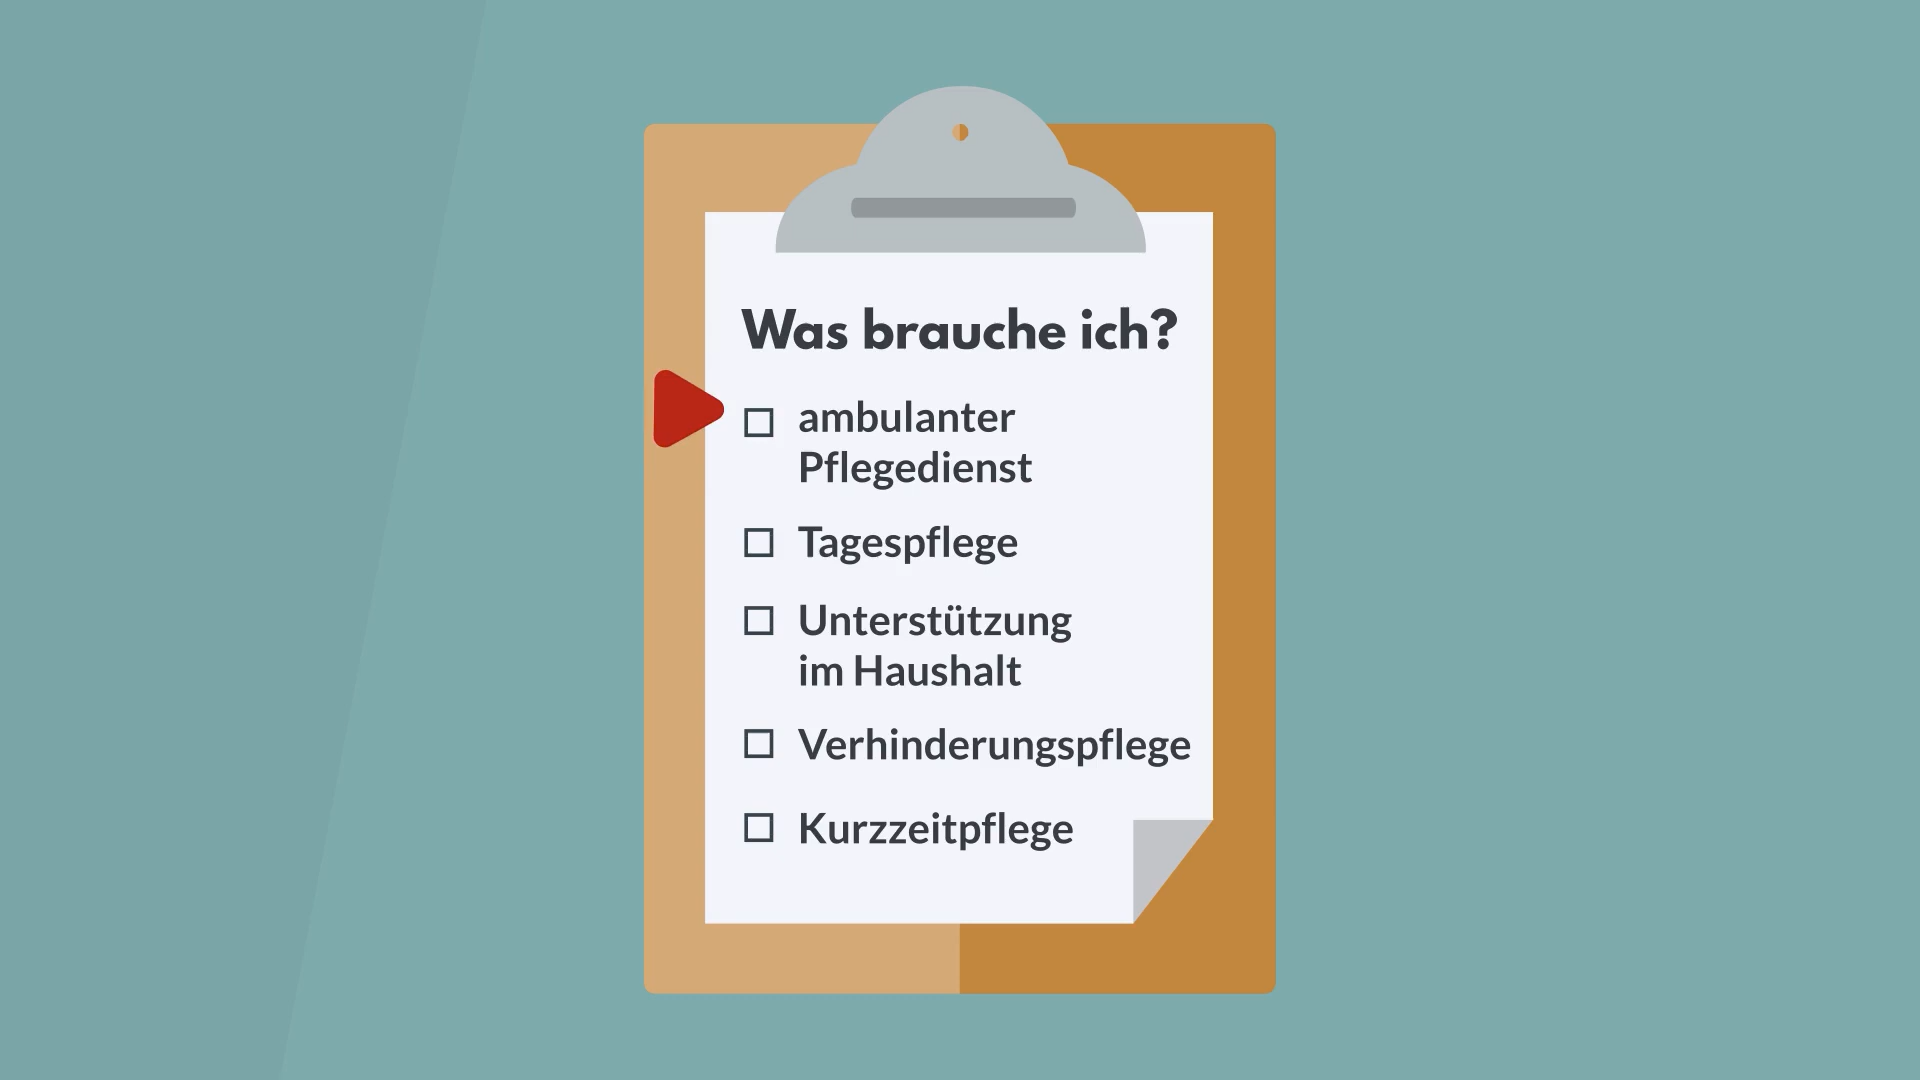 Was brauche ich?
ambulanter
Pflegedienst
Tagespflege
Unterstützung
im Haushalt
Verhinderungspflege
Kurzzeitpflege